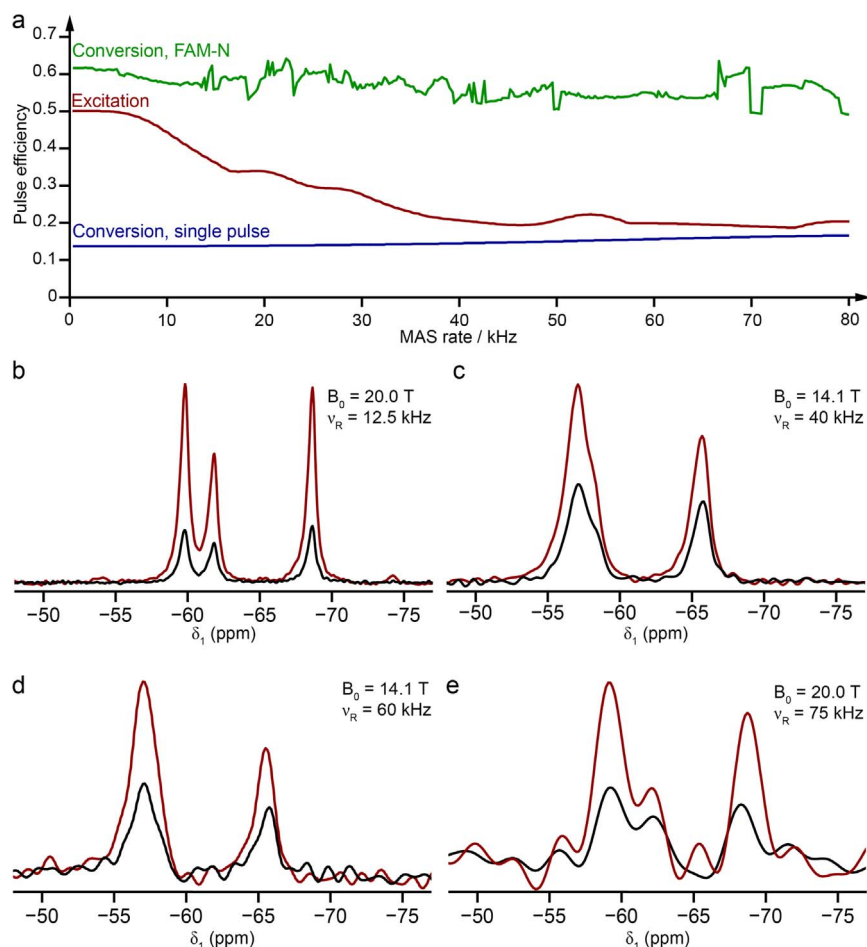 a
0.7
Conversion, FAM-N
0.6
Excitation
0.5
0.4
0.3
0.2
Conversion, single pulse
0.1
0
Pulse efficiency
0 10 20 30 40 50 60 70 80
MAS rate / kHz
b
B₀ = 20.0 T
νR = 12.5 kHz
−50 −55 −60 −65 −70 −75
δ₁ (ppm)
c
B₀ = 14.1 T
νR = 40 kHz
−50 −55 −60 −65 −70 −75
δ₁ (ppm)
d
B₀ = 14.1 T
νR = 60 kHz
−50 −55 −60 −65 −70 −75
δ₁ (ppm)
e
B₀ = 20.0 T
νR = 75 kHz
−50 −55 −60 −65 −70 −75
δ₁ (ppm)